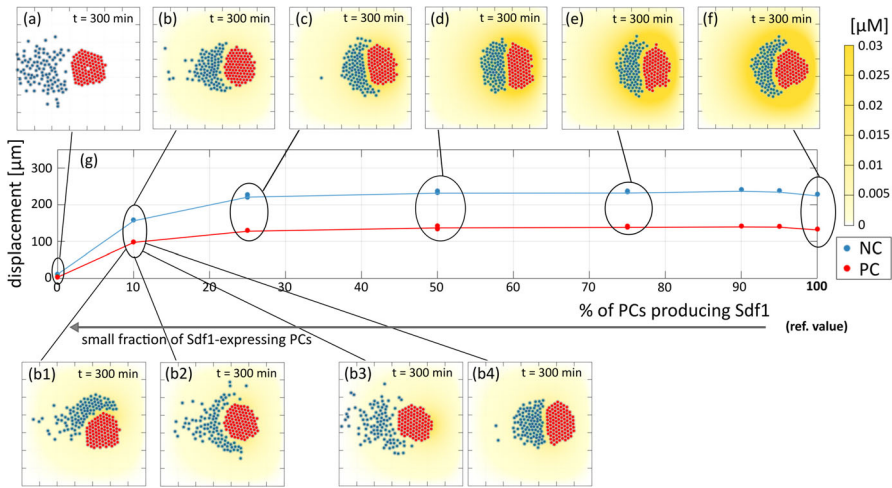 (a) t = 300 min
(b) t = 300 min
(c) t = 300 min
(d) t = 300 min
(e) t = 300 min
(f) t = 300 min
[µM]
0.03
0.025
0.02
0.015
0.01
0.005
0
(g)
displacement [µm]
300
200
100
0
0 10 20 30 40 50 60 70 80 90 100
% of PCs producing Sdf1
(ref. value)
NC
PC
small fraction of Sdf1-expressing PCs
(b1) t = 300 min
(b2) t = 300 min
(b3) t = 300 min
(b4) t = 300 min